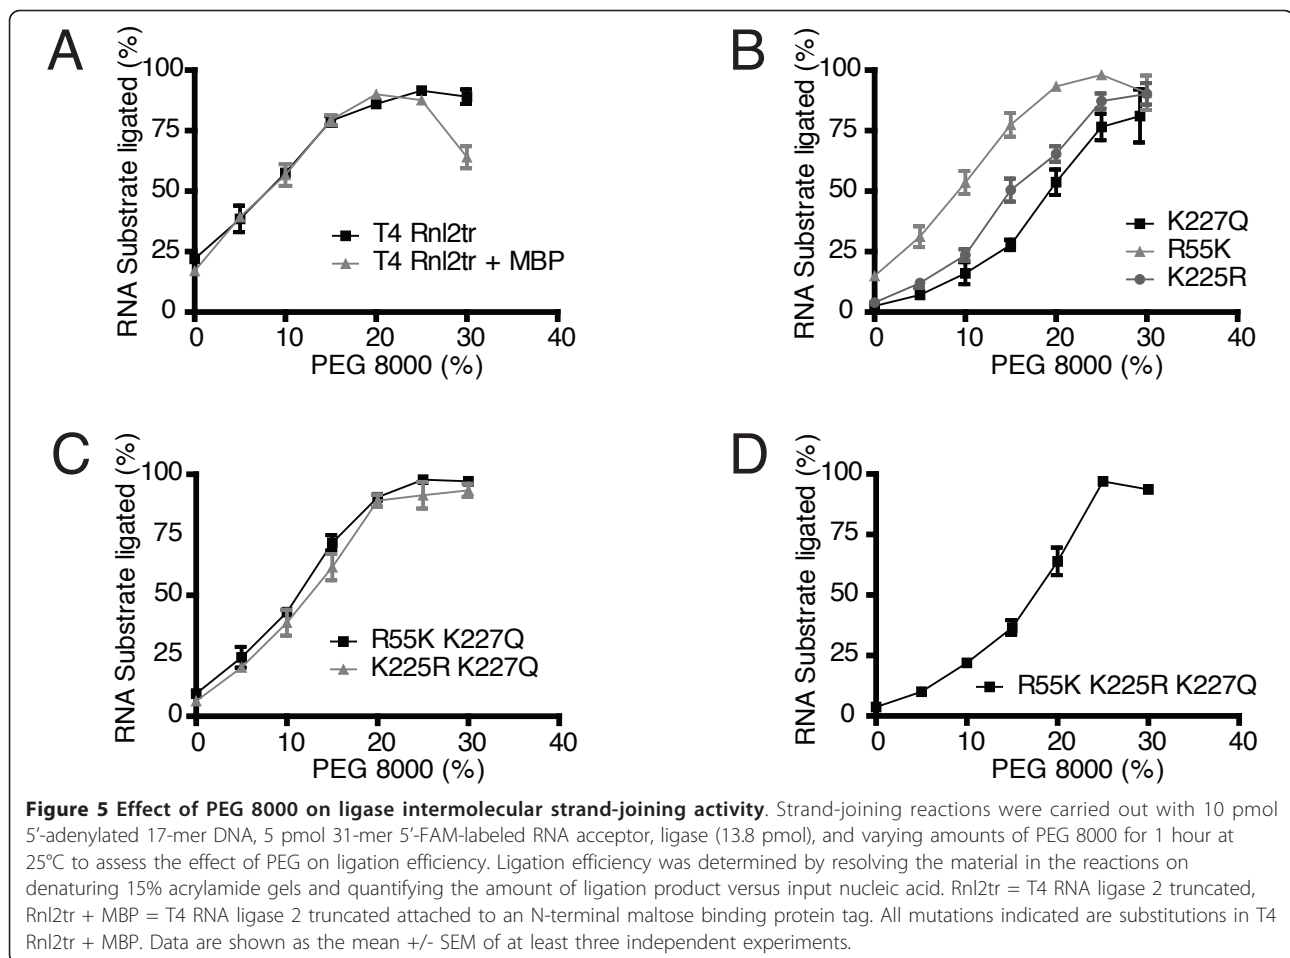 A
RNA Substrate ligated (%)
100
75
50
25
0
T4 Rnl2tr
T4 Rnl2tr + MBP
0 10 20 30 40
PEG 8000 (%)
B
RNA Substrate ligated (%)
100
75
50
25
0
K227Q
R55K
K225R
0 10 20 30 40
PEG 8000 (%)
C
RNA Substrate ligated (%)
100
75
50
25
0
R55K K227Q
K225R K227Q
0 10 20 30 40
PEG 8000 (%)
D
RNA Substrate ligated (%)
100
75
50
25
0
R55K K225R K227Q
0 10 20 30 40
PEG 8000 (%)
Figure 5 Effect of PEG 8000 on ligase intermolecular strand-joining activity. Strand-joining reactions were carried out with 10 pmol
5′-adenylated 17-mer DNA, 5 pmol 31-mer 5′-FAM-labeled RNA acceptor, ligase (13.8 pmol), and varying amounts of PEG 8000 for 1 hour at
25°C to assess the effect of PEG on ligation efficiency. Ligation efficiency was determined by resolving the material in the reactions on
denaturing 15% acrylamide gels and quantifying the amount of ligation product versus input nucleic acid. Rnl2tr = T4 RNA ligase 2 truncated,
Rnl2tr + MBP = T4 RNA ligase 2 truncated attached to an N-terminal maltose binding protein tag. All mutations indicated are substitutions in T4
Rnl2tr + MBP. Data are shown as the mean +/- SEM of at least three independent experiments.